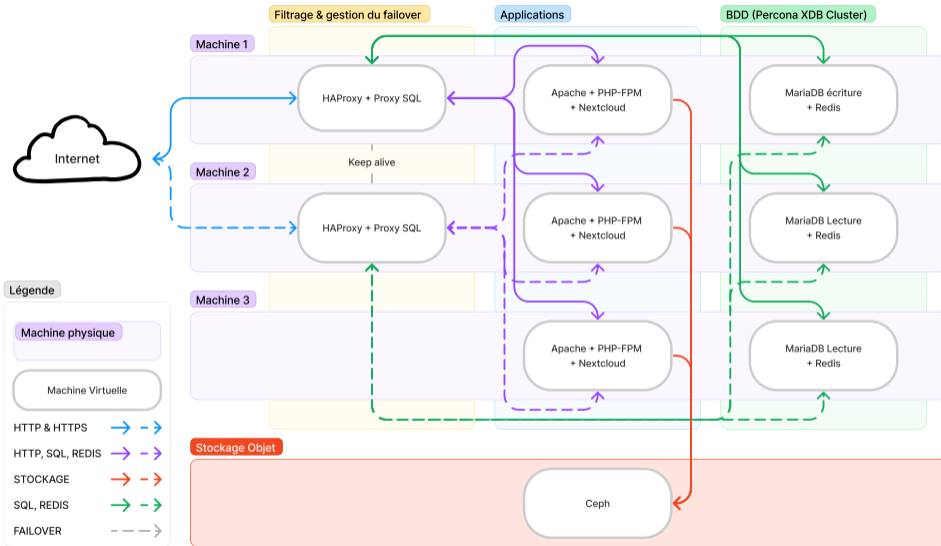 Filtrage & gestion du failover
Applications
BDD (Percona XDB Cluster)
Machine 1
HAProxy + Proxy SQL
Apache + PHP-FPM
+ Nextcloud
MariaDB écriture
+ Redis
Internet
Keep alive
Machine 2
HAProxy + Proxy SQL
Apache + PHP-FPM
+ Nextcloud
MariaDB Lecture
+ Redis
Machine 3
Apache + PHP-FPM
+ Nextcloud
MariaDB Lecture
+ Redis
Stockage Objet
Ceph
Légende
Machine physique
Machine Virtuelle
HTTP & HTTPS
HTTP, SQL, REDIS
STOCKAGE
SQL, REDIS
FAILOVER